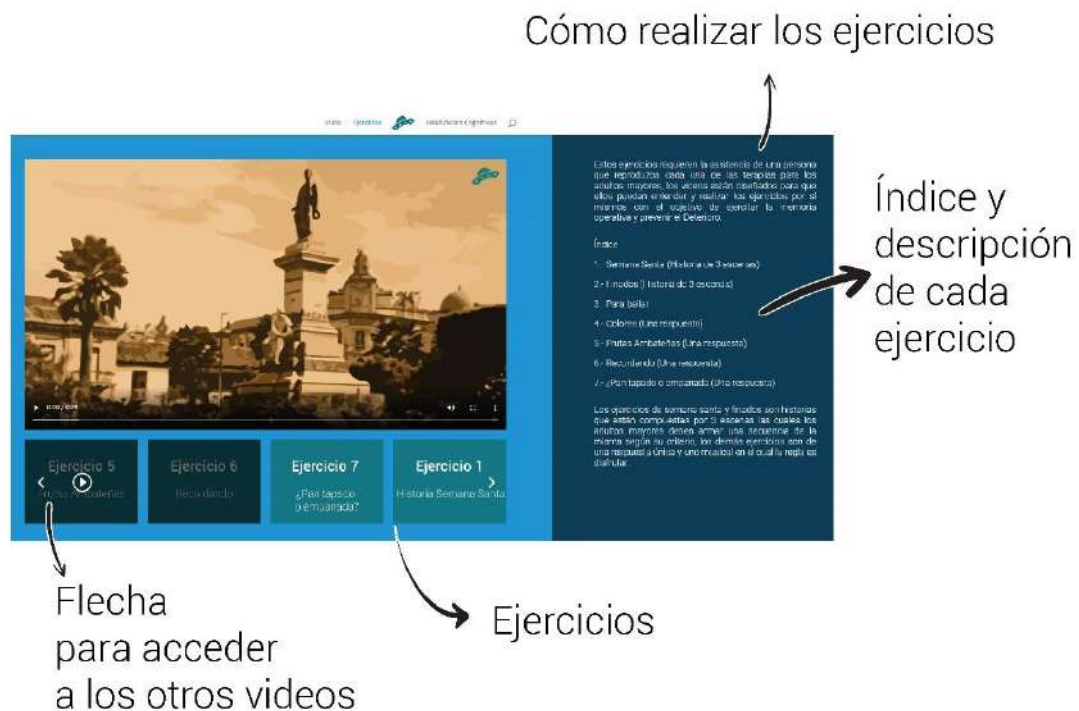 Cómo realizar los ejercicios
Inicio Ejercicios Habilidades Cognitivas
Estos ejercicios requieren la asistencia de una persona
que reproduzca cada una de las terapias para los
adultos mayores, los videos están diseñados para que
ellos puedan entender y realizar los ejercicios por si
mismos con el objetivo de ejercitar la memoria
operativa y prevenir el Deterioro.
Índice
1.- Semana Santa (Historia de 3 escenas)
2.- Finados (Historia de 3 escenas)
3. Para bailar
4.- Colores (Una respuesta)
5.- Frutas Ambateñas (Una respuesta)
6.- Recordando (Una respuesta)
7.- ¿Pan tapado o empanada (Una respuesta)
Los ejercicios de semana santa y finados son historias
que están compuestas por 3 escenas las cuales los
adultos mayores deben armar una secuencia de la
misma según su criterio, los demás ejercicios son de
una respuesta única y uno musical en el cual la regla es
disfrutar.
Índice y
descripción
de cada
ejercicio
Ejercicio 5
Frutas Ambateñas
Ejercicio 6
Recordando
Ejercicio 7
¿Pan tapado
o empanada?
Ejercicio 1
Historia Semana Santa
Flecha
para acceder
a los otros videos
Ejercicios